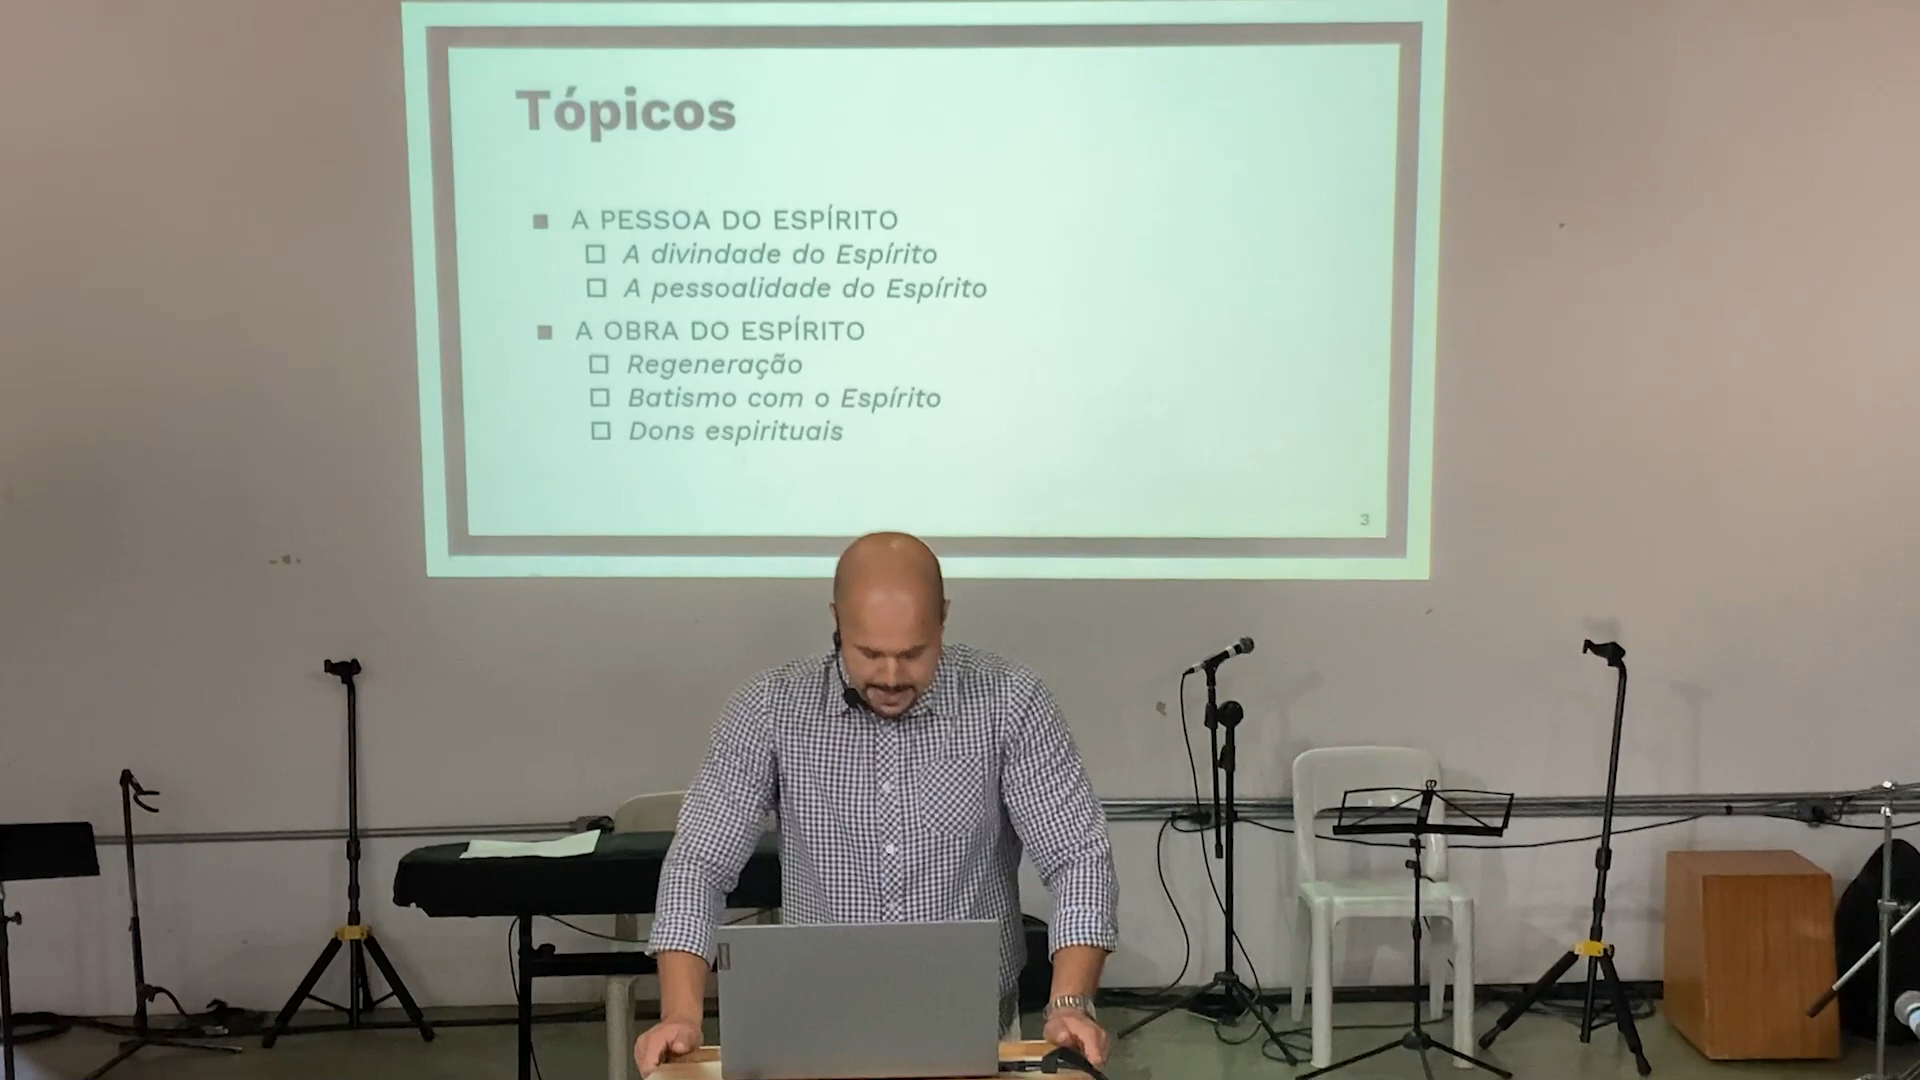 Tópicos
A PESSOA DO ESPÍRITO
A divindade do Espírito
A pessoalidade do Espírito
A OBRA DO ESPÍRITO
Regeneração
Batismo com o Espírito
Dons espirituais
3